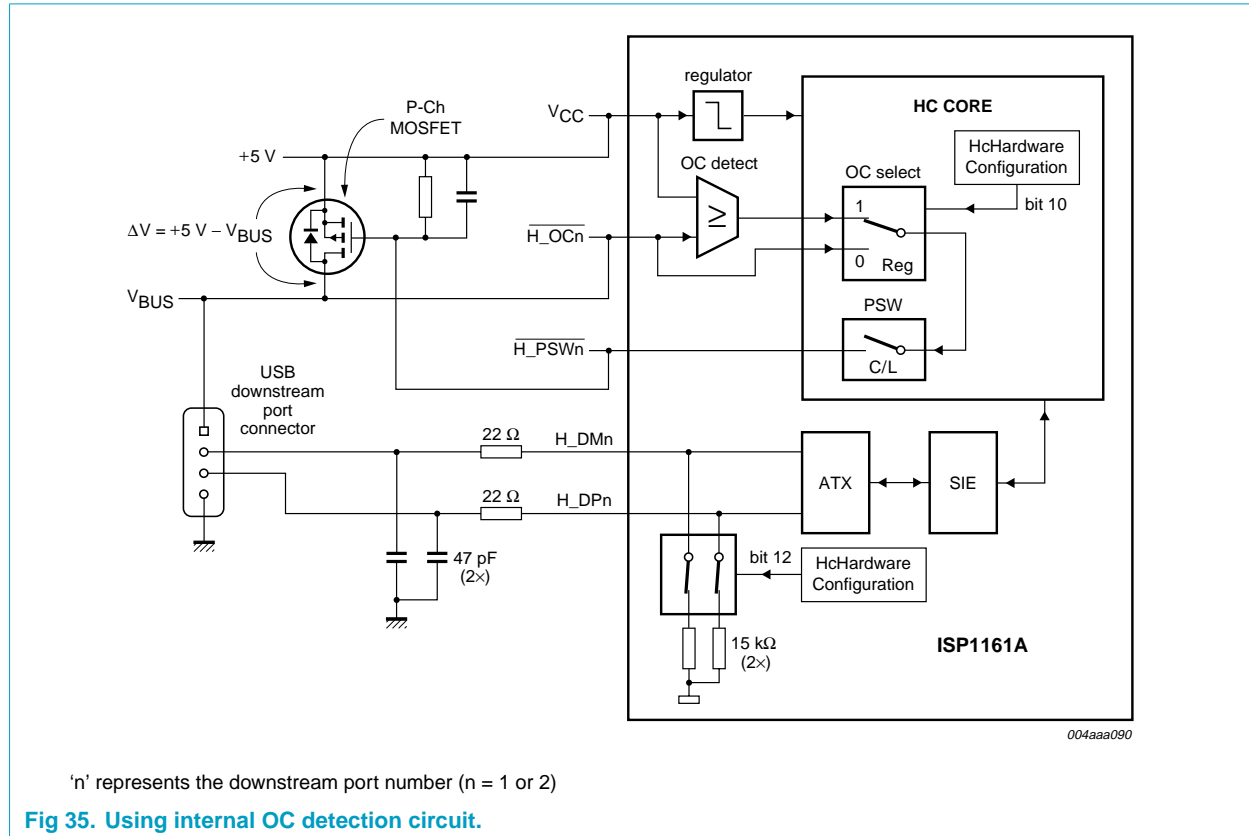 regulator
HC CORE
P-Ch
MOSFET
VCC
+5 V
OC detect
HcHardware
Configuration
OC select
bit 10
1
≥
ΔV = +5 V − VBUS
H_OCn
0
Reg
VBUS
PSW
H_PSWn
C/L
USB
downstream
port
connector
22 Ω
H_DMn
ATX
SIE
22 Ω
H_DPn
47 pF
(2×)
bit 12
HcHardware
Configuration
15 kΩ
(2×)
ISP1161A
004aaa090
‘n’ represents the downstream port number (n = 1 or 2)
Fig 35. Using internal OC detection circuit.